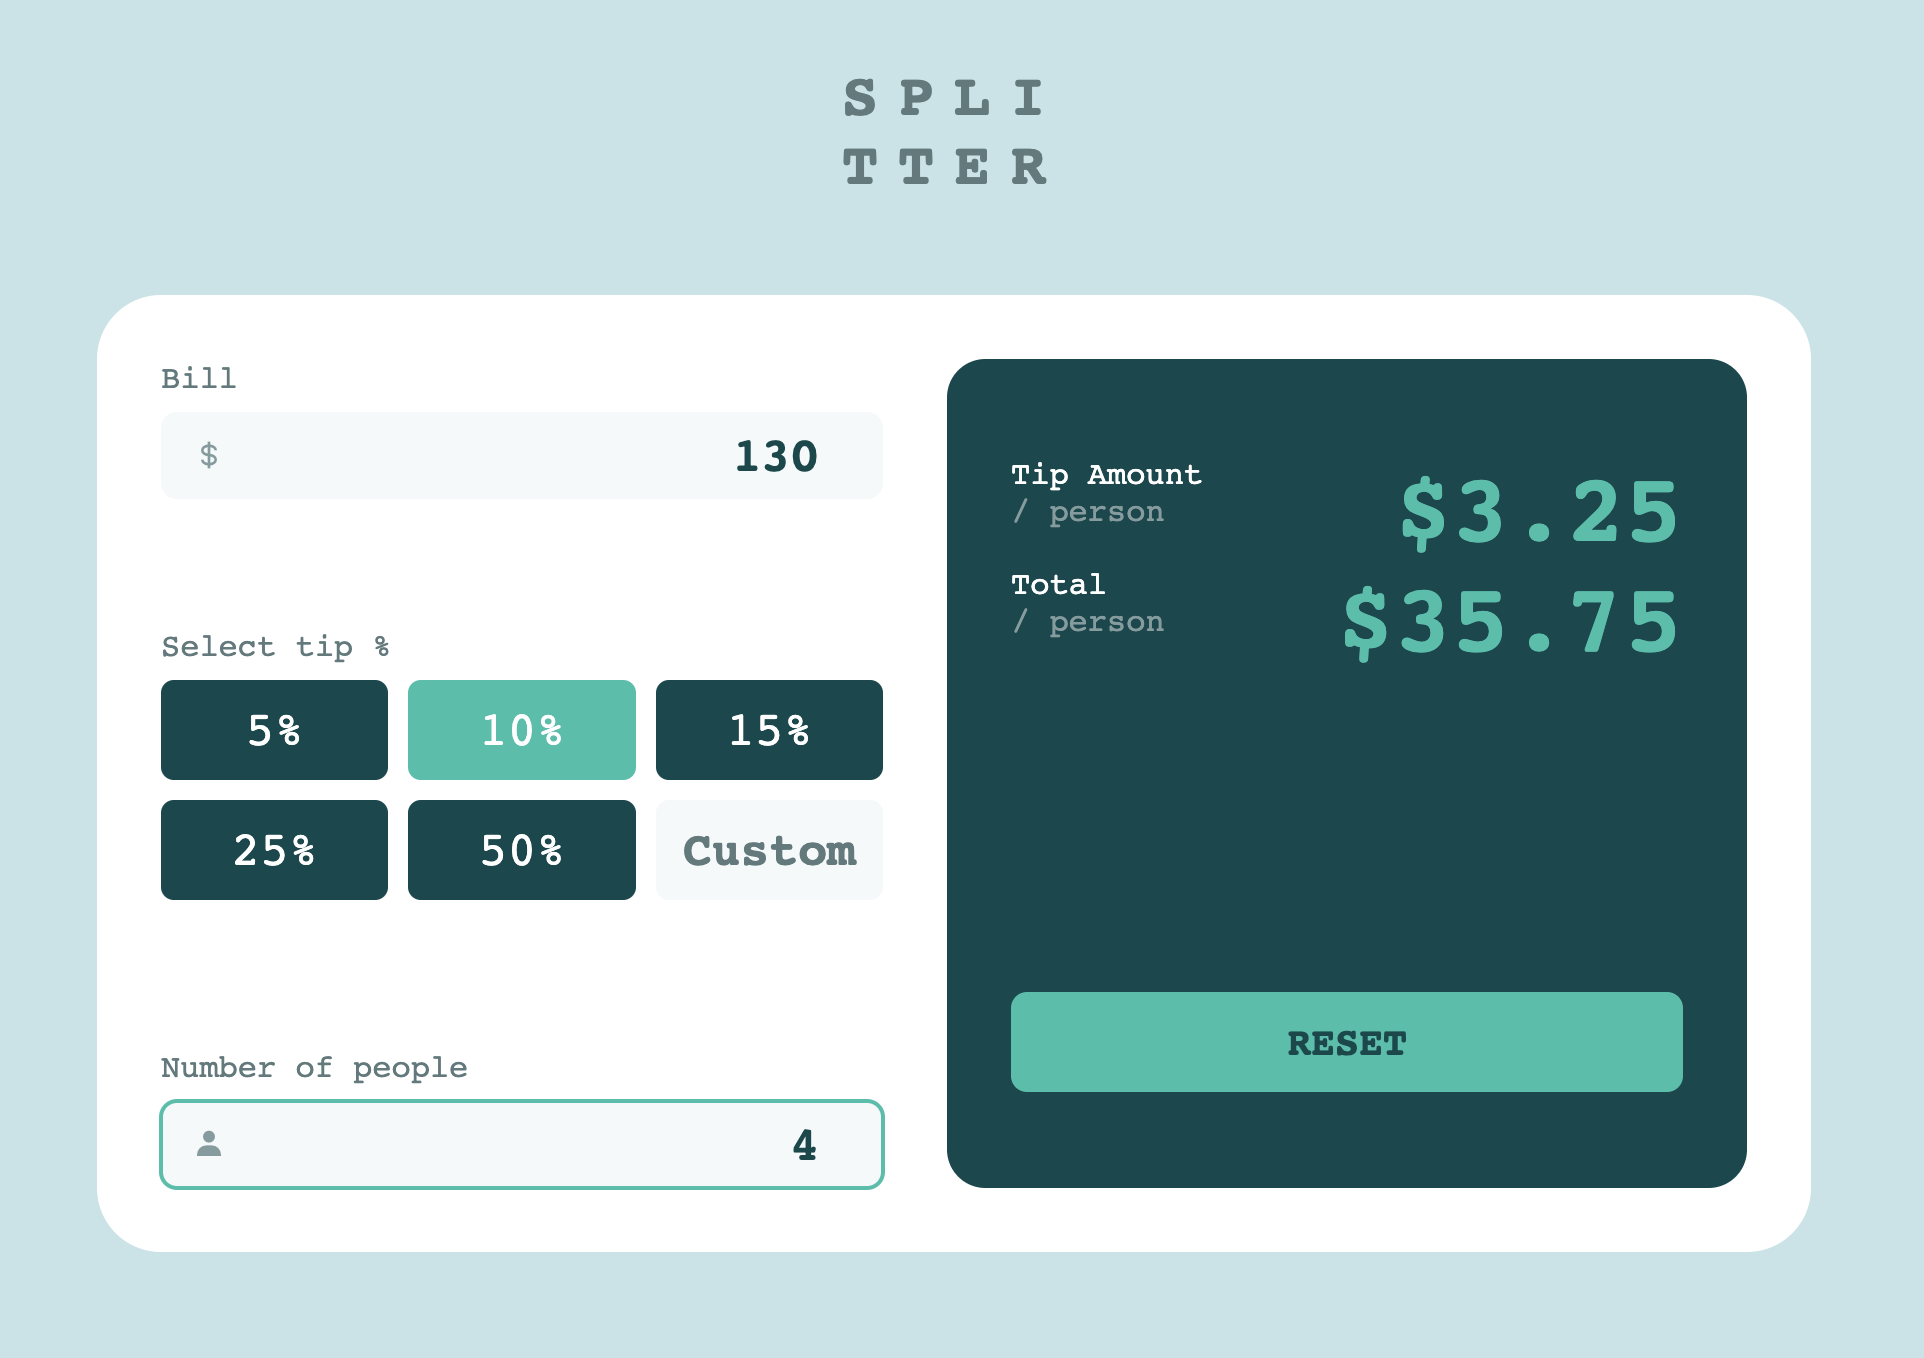 SPLI
TTER
Bill
$ 130
Select tip %
5% 10% 15%
25% 50% Custom
Number of people
4
Tip Amount
/ person
$3.25
Total
/ person
$35.75
RESET